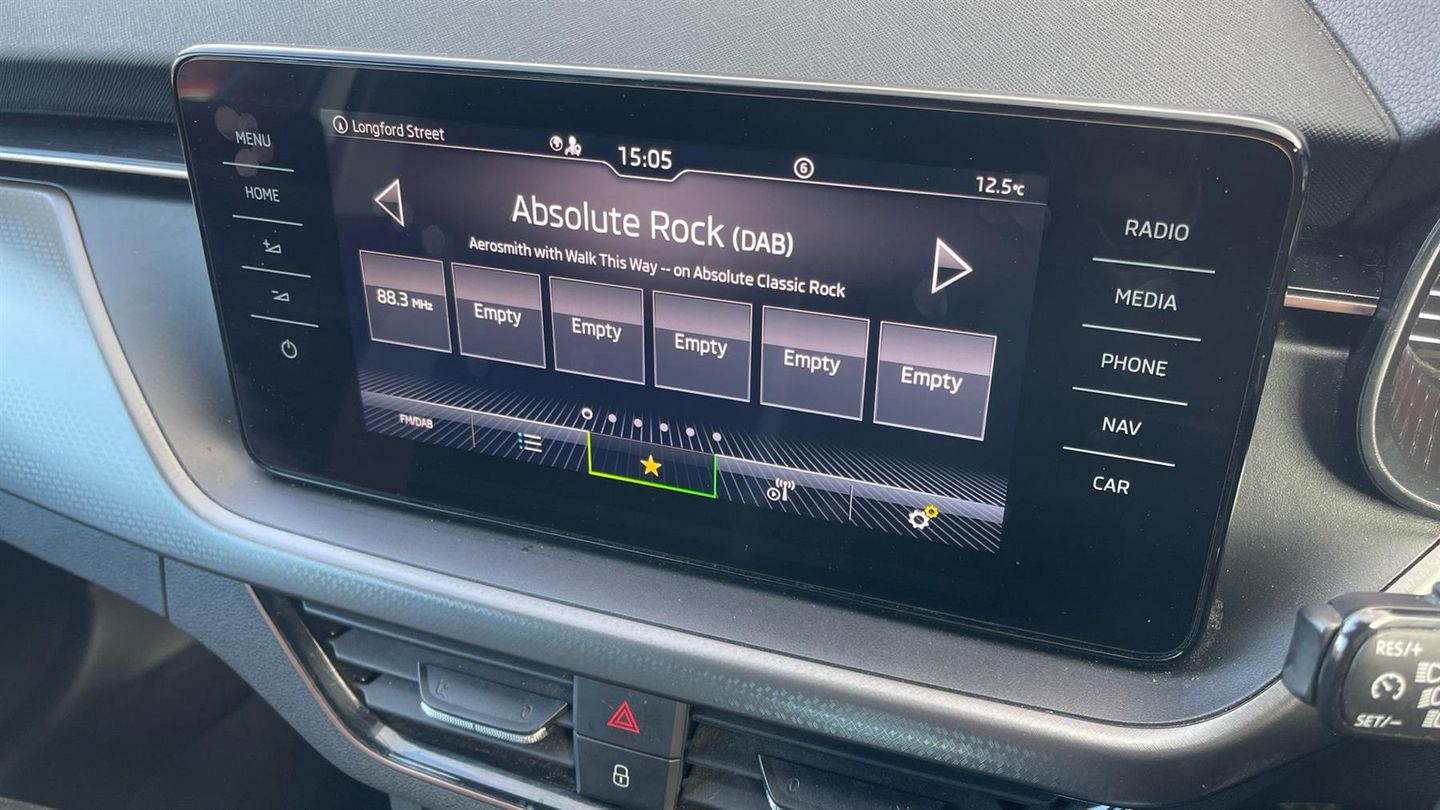 MENU
HOME
Longford Street
15:05
6
12.5°C
Absolute Rock (DAB)
Aerosmith with Walk This Way -- on Absolute Classic Rock
88.3 MHz
Empty
Empty
Empty
Empty
Empty
FM/DAB
RADIO
MEDIA
PHONE
NAV
CAR
RES/+
SET/-